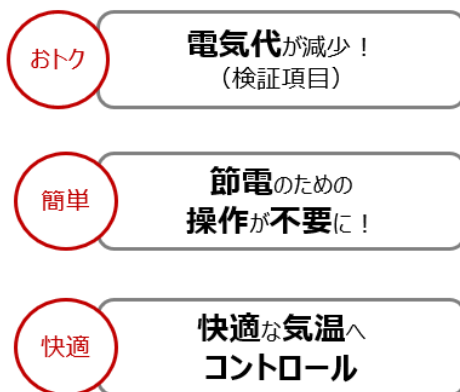 おトク
電気代が減少！
（検証項目）
簡単
節電のための
操作が不要に！
快適
快適な気温へ
コントロール